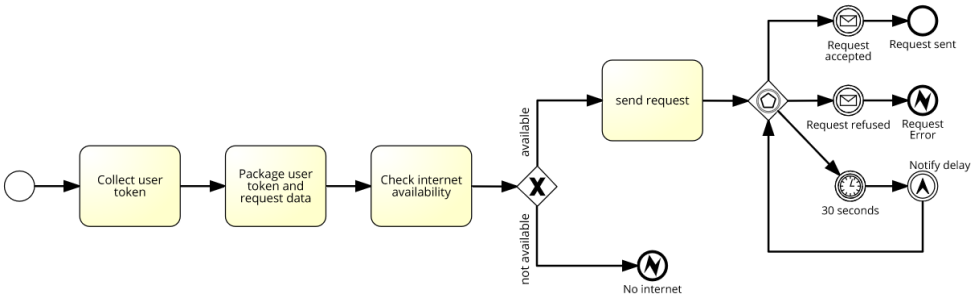 Collect user
token
Package user
token and
request data
Check internet
availability
available
not available
No internet
send request
Request
accepted
Request sent
Request refused
Request
Error
30 seconds
Notify delay